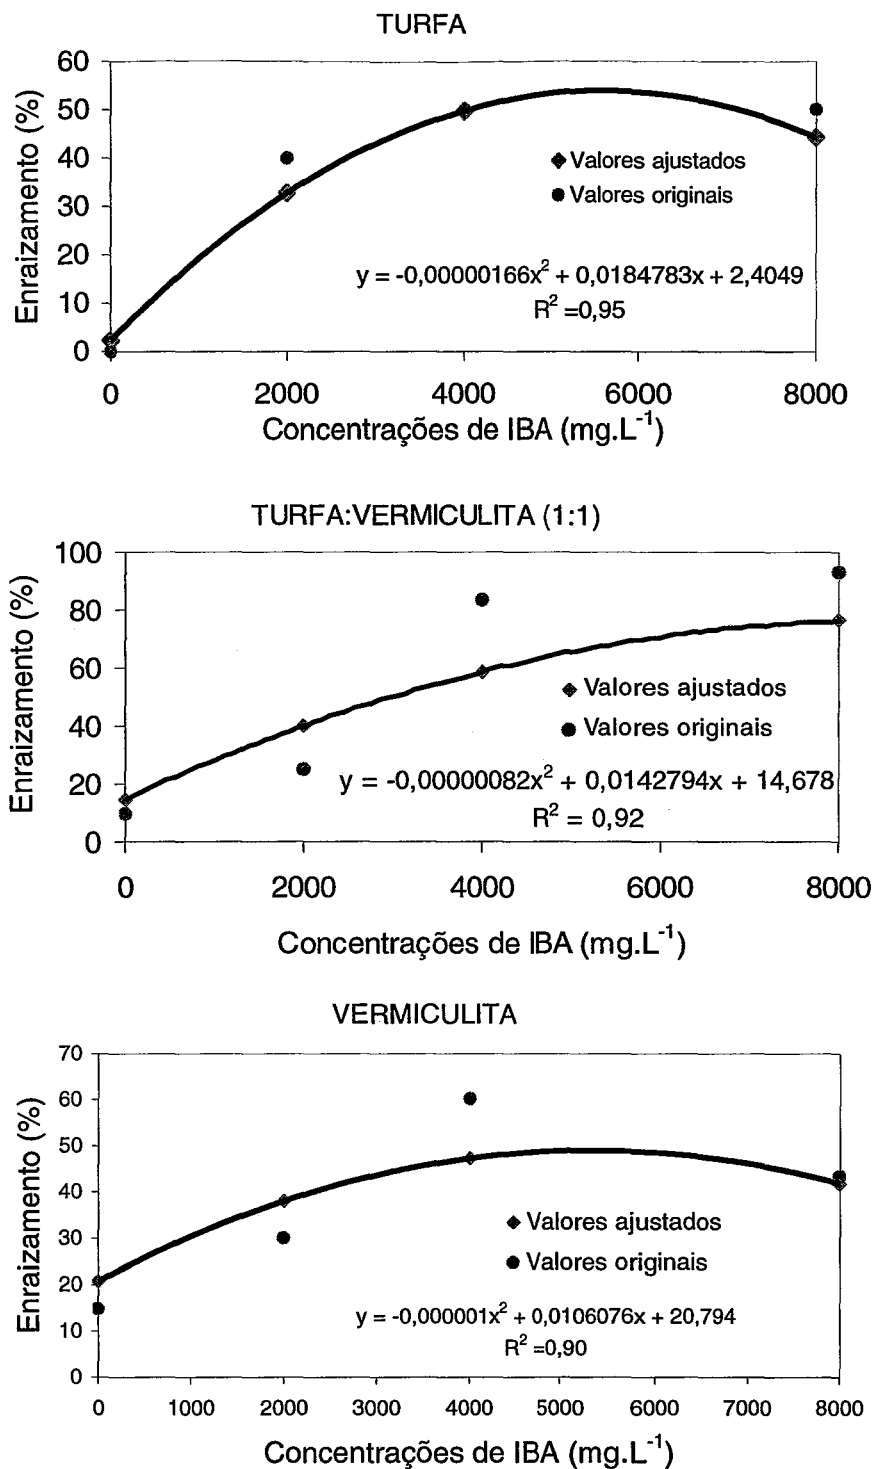 TURFA
60
50
40
30
20
10
0
Enraizamento (%)
Valores ajustados
Valores originais
y = -0,00000166x² + 0,0184783x + 2,4049
R² =0,95
0 2000 4000 6000 8000
Concentrações de IBA (mg.L⁻¹)
TURFA:VERMICULITA (1:1)
100
80
60
40
20
0
Enraizamento (%)
Valores ajustados
Valores originais
y = -0,00000082x² + 0,0142794x + 14,678
R² = 0,92
0 2000 4000 6000 8000
Concentrações de IBA (mg.L⁻¹)
VERMICULITA
70
60
50
40
30
20
10
0
Enraizamento (%)
Valores ajustados
Valores originais
y = -0,000001x² + 0,0106076x + 20,794
R² =0,90
0 1000 2000 3000 4000 5000 6000 7000 8000
Concentrações de IBA (mg.L⁻¹)